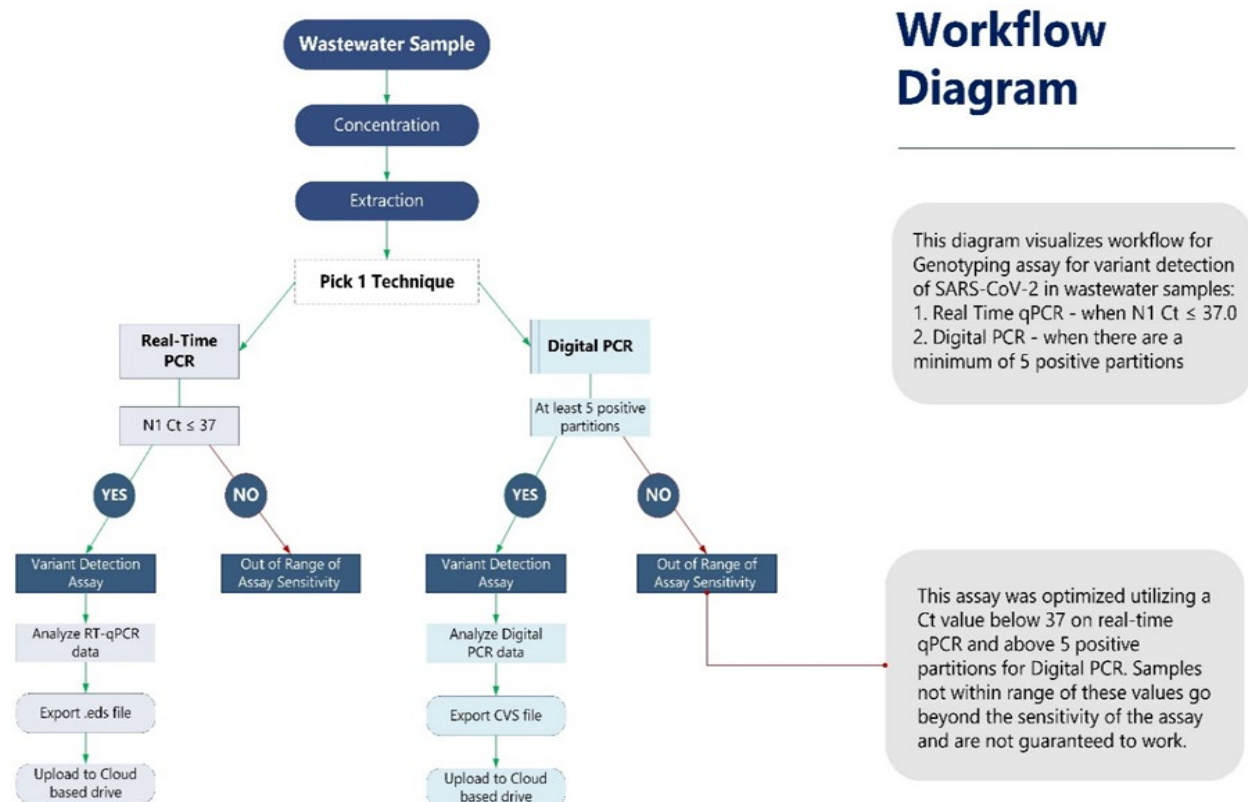 Workflow
Diagram
Wastewater Sample
Concentration
Extraction
Pick 1 Technique
Real-Time
PCR
N1 Ct ≤ 37
YES
NO
Variant Detection
Assay
Out of Range of
Assay Sensitivity
Analyze RT-qPCR
data
Export .eds file
Upload to Cloud
based drive
Digital PCR
At least 5 positive
partitions
YES
NO
Variant Detection
Assay
Out of Range of
Assay Sensitivity
Analyze Digital
PCR data
Export CVS file
Upload to Cloud
based drive
This diagram visualizes workflow for
Genotyping assay for variant detection
of SARS-CoV-2 in wastewater samples:
1. Real Time qPCR - when N1 Ct ≤ 37.0
2. Digital PCR - when there are a
minimum of 5 positive partitions
This assay was optimized utilizing a
Ct value below 37 on real-time
qPCR and above 5 positive
partitions for Digital PCR. Samples
not within range of these values go
beyond the sensitivity of the assay
and are not guaranteed to work.